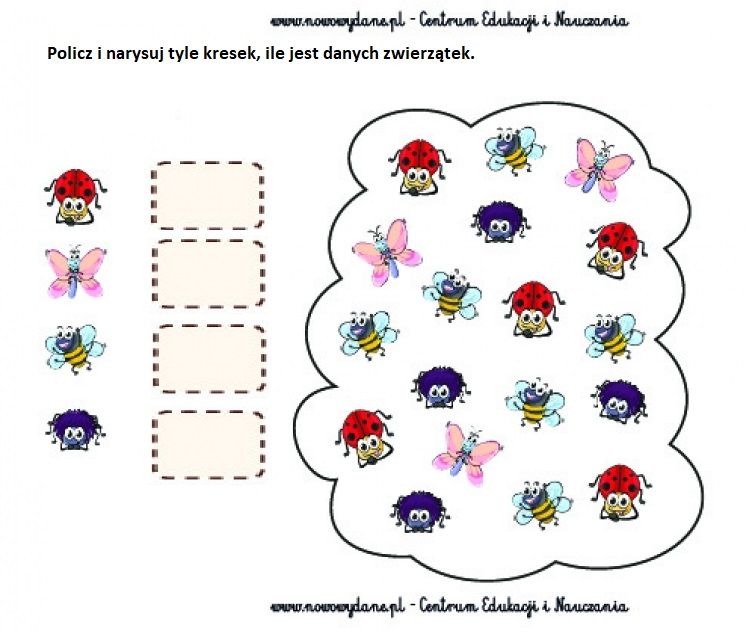 www.nowowydane.pl - Centrum Edukacji i Nauczania
Policz i narysuj tyle kresek, ile jest danych zwierzątek.
www.nowowydane.pl - Centrum Edukacji i Nauczania